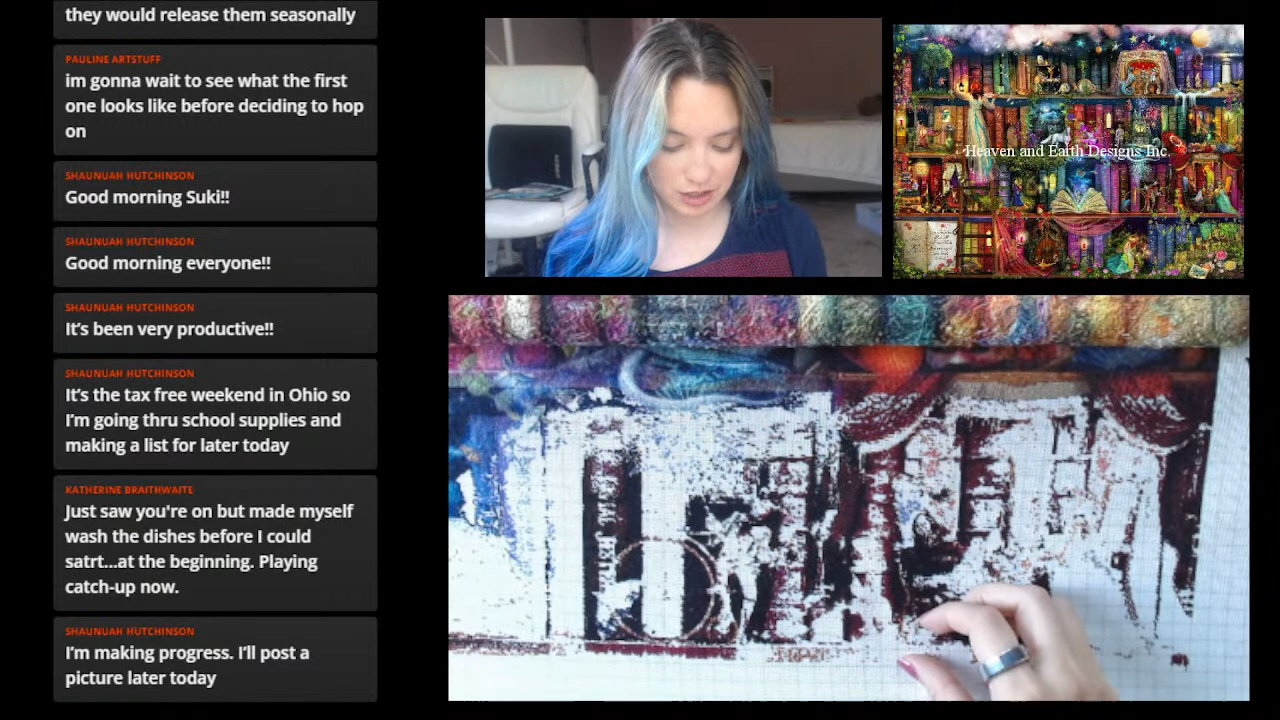 they would release them seasonally
PAULINE ARTSTUFF
im gonna wait to see what the first
one looks like before deciding to hop
on
SHAUNUAH HUTCHINSON
Good morning Suki!!
SHAUNUAH HUTCHINSON
Good morning everyone!!
SHAUNUAH HUTCHINSON
It's been very productive!!
SHAUNUAH HUTCHINSON
It's the tax free weekend in Ohio so
I'm going thru school supplies and
making a list for later today
KATHERINE BRAITHWAITE
Just saw you're on but made myself
wash the dishes before I could
satrt...at the beginning. Playing
catch-up now.
SHAUNUAH HUTCHINSON
I'm making progress. I'll post a
picture later today
Heaven and Earth Designs Inc.